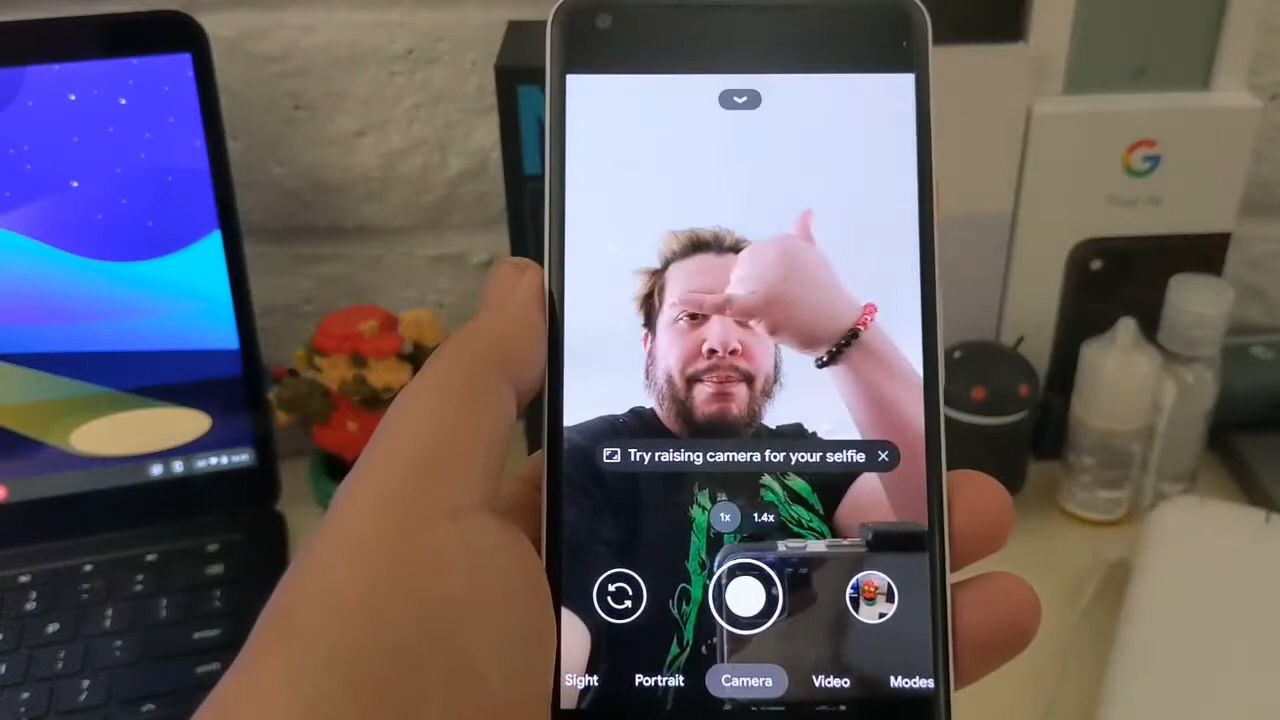 G
Try raising camera for your selfie
1x
1.4x
Sight
Portrait
Camera
Video
Modes